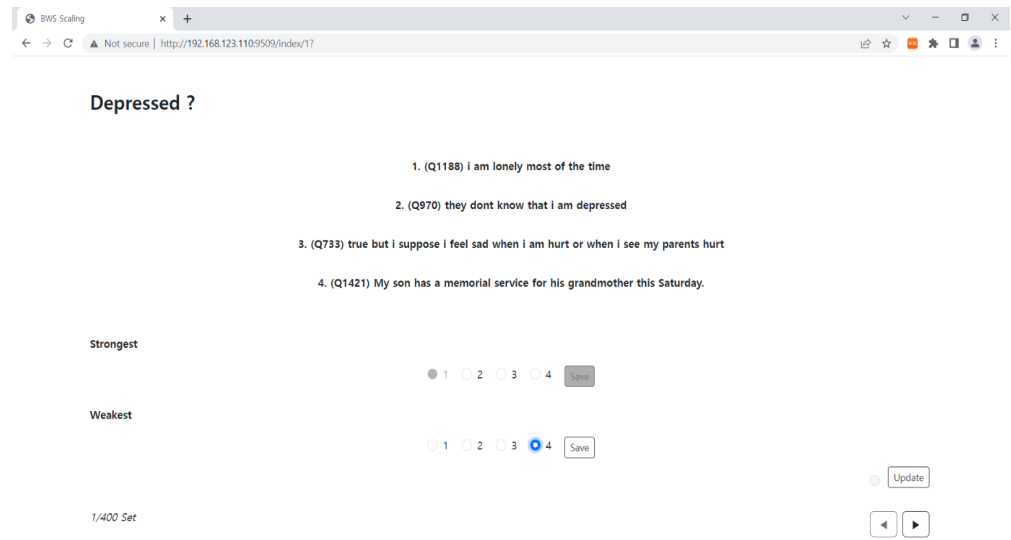 BWS Scaling
Not secure | http://192.168.123.110:9509/index/1?
Depressed ?
1. (Q1188) i am lonely most of the time
2. (Q970) they dont know that i am depressed
3. (Q733) true but i suppose i feel sad when i am hurt or when i see my parents hurt
4. (Q1421) My son has a memorial service for his grandmother this Saturday.
Strongest
1 2 3 4 Save
Weakest
1 2 3 4 Save
Update
1/400 Set